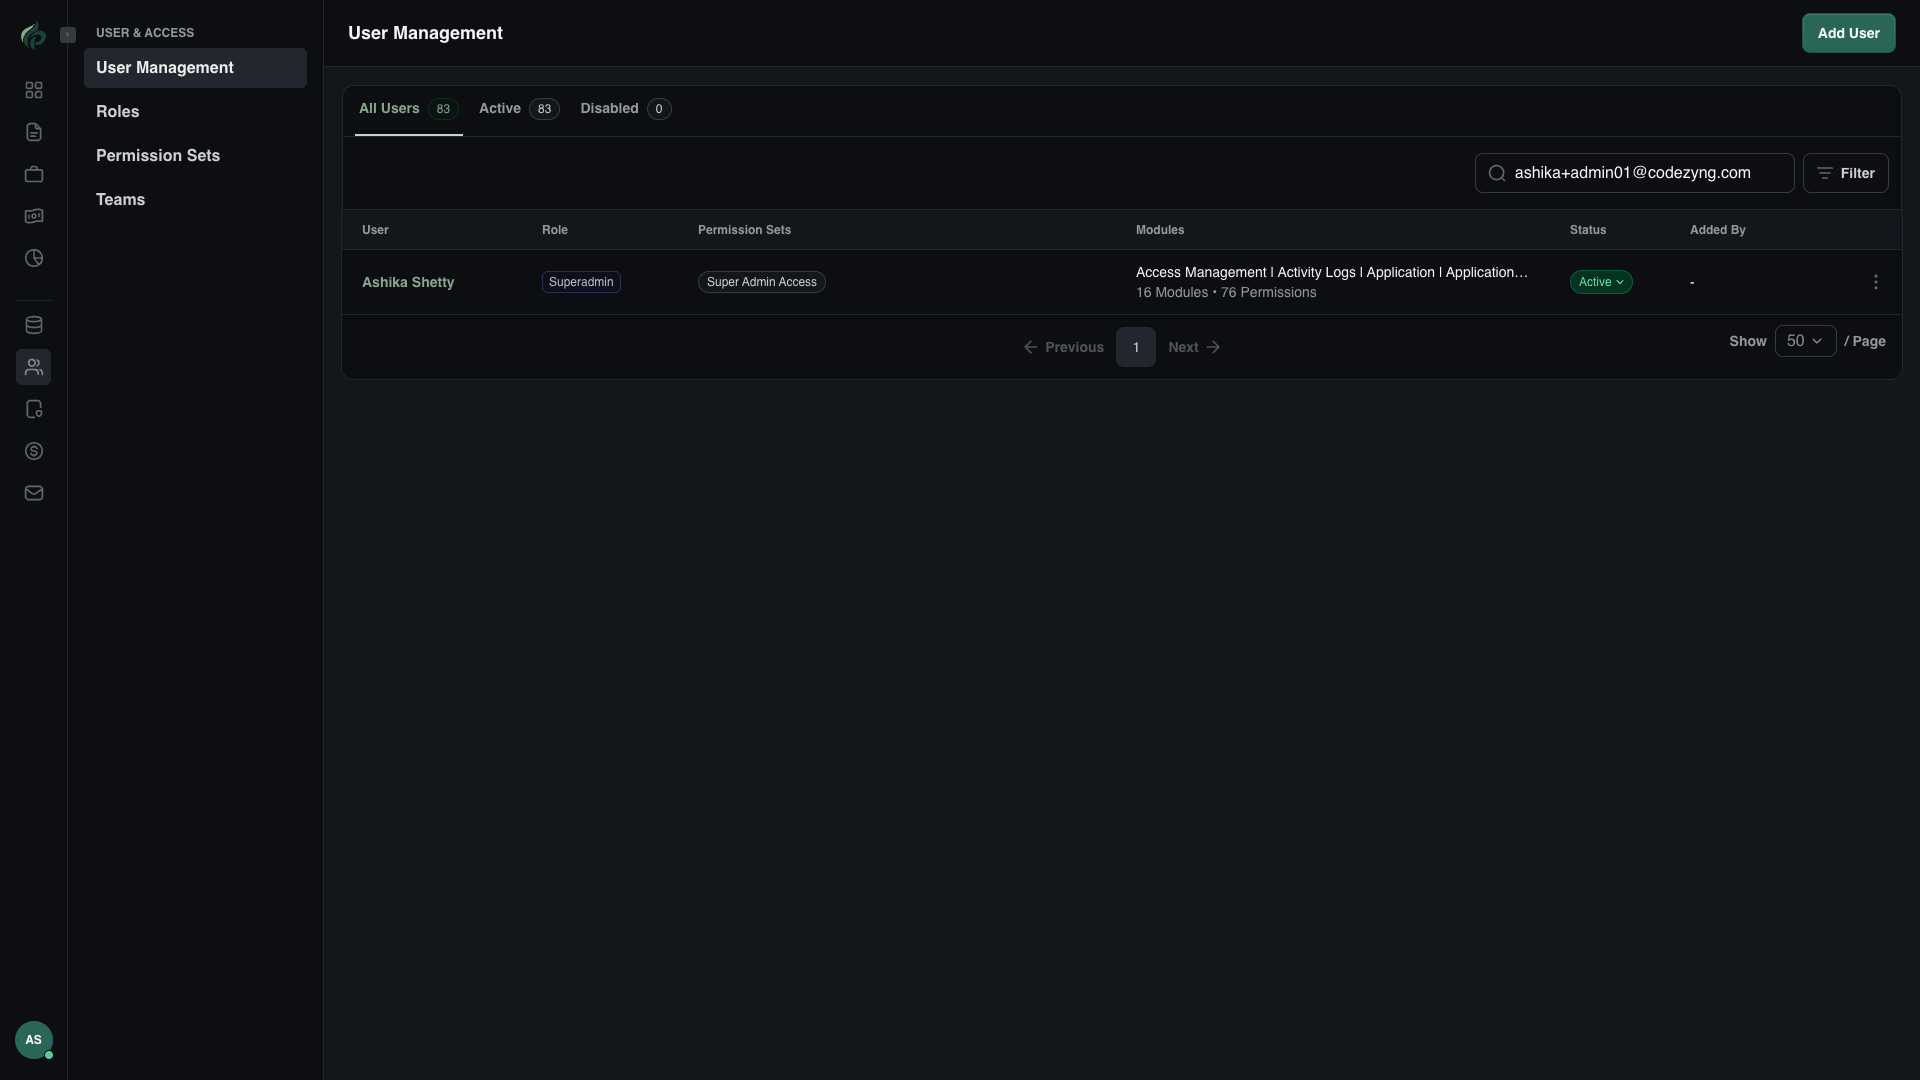 USER & ACCESS
User Management
Roles
Permission Sets
Teams
AS
User Management
Add User
All Users 83 Active 83 Disabled 0
ashika+admin01@codezyng.com
Filter
User Role Permission Sets Modules Status Added By
Ashika Shetty Superadmin Super Admin Access Access Management | Activity Logs | Application | Application… Active -
16 Modules • 76 Permissions
Previous 1 Next
Show 50 / Page